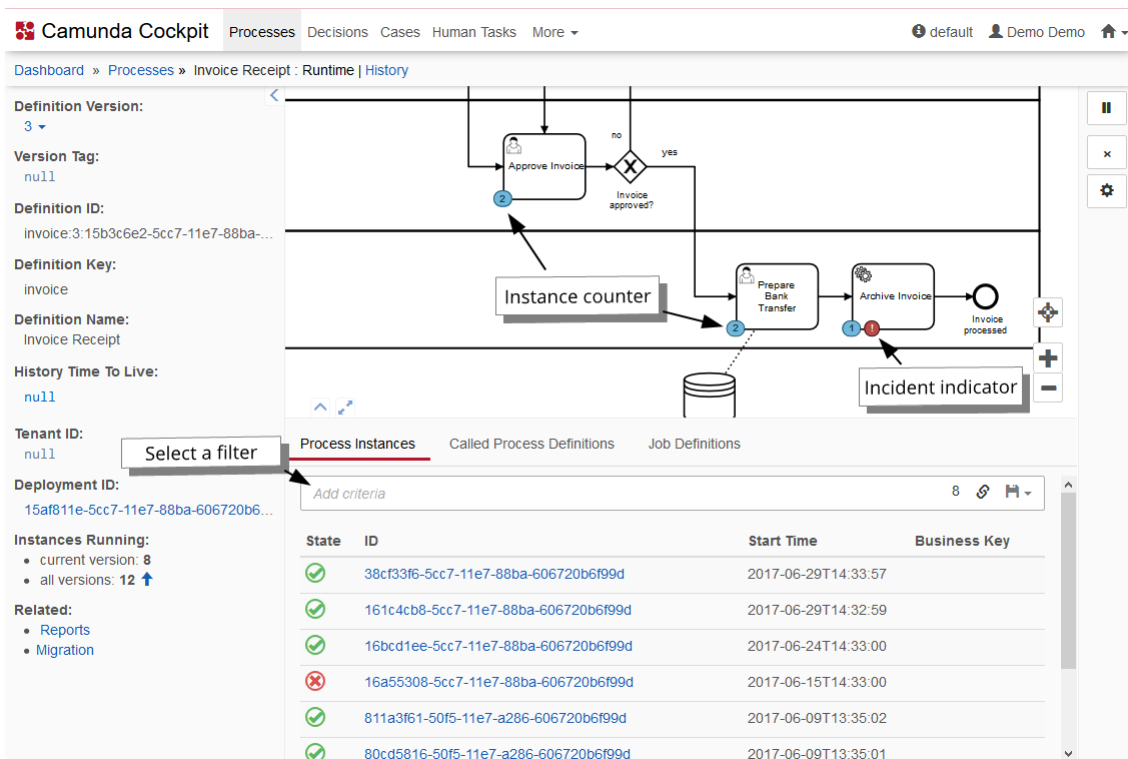 Camunda Cockpit Processes Decisions Cases Human Tasks More default Demo Demo
Dashboard » Processes » Invoice Receipt : Runtime | History
Definition Version:
3
Version Tag:
null
Definition ID:
invoice:3:15b3c6e2-5cc7-11e7-88ba-...
Definition Key:
invoice
Definition Name:
Invoice Receipt
History Time To Live:
null
Tenant ID:
null
Deployment ID:
15af811e-5cc7-11e7-88ba-606720b6...
Instances Running:
• current version: 8
• all versions: 12
Related:
• Reports
• Migration
Approve Invoice
2
no
yes
Invoice
approved?
Instance counter
Prepare
Bank
Transfer
2
Archive Invoice
1 !
Invoice
processed
Incident indicator
Select a filter
Process Instances Called Process Definitions Job Definitions
Add criteria 8
State ID Start Time Business Key
38cf33f6-5cc7-11e7-88ba-606720b6f99d 2017-06-29T14:33:57
161c4cb8-5cc7-11e7-88ba-606720b6f99d 2017-06-29T14:32:59
16bcd1ee-5cc7-11e7-88ba-606720b6f99d 2017-06-24T14:33:00
16a55308-5cc7-11e7-88ba-606720b6f99d 2017-06-15T14:33:00
811a3f61-50f5-11e7-a286-606720b6f99d 2017-06-09T13:35:02
80cd5816-50f5-11e7-a286-606720b6f99d 2017-06-09T13:35:01